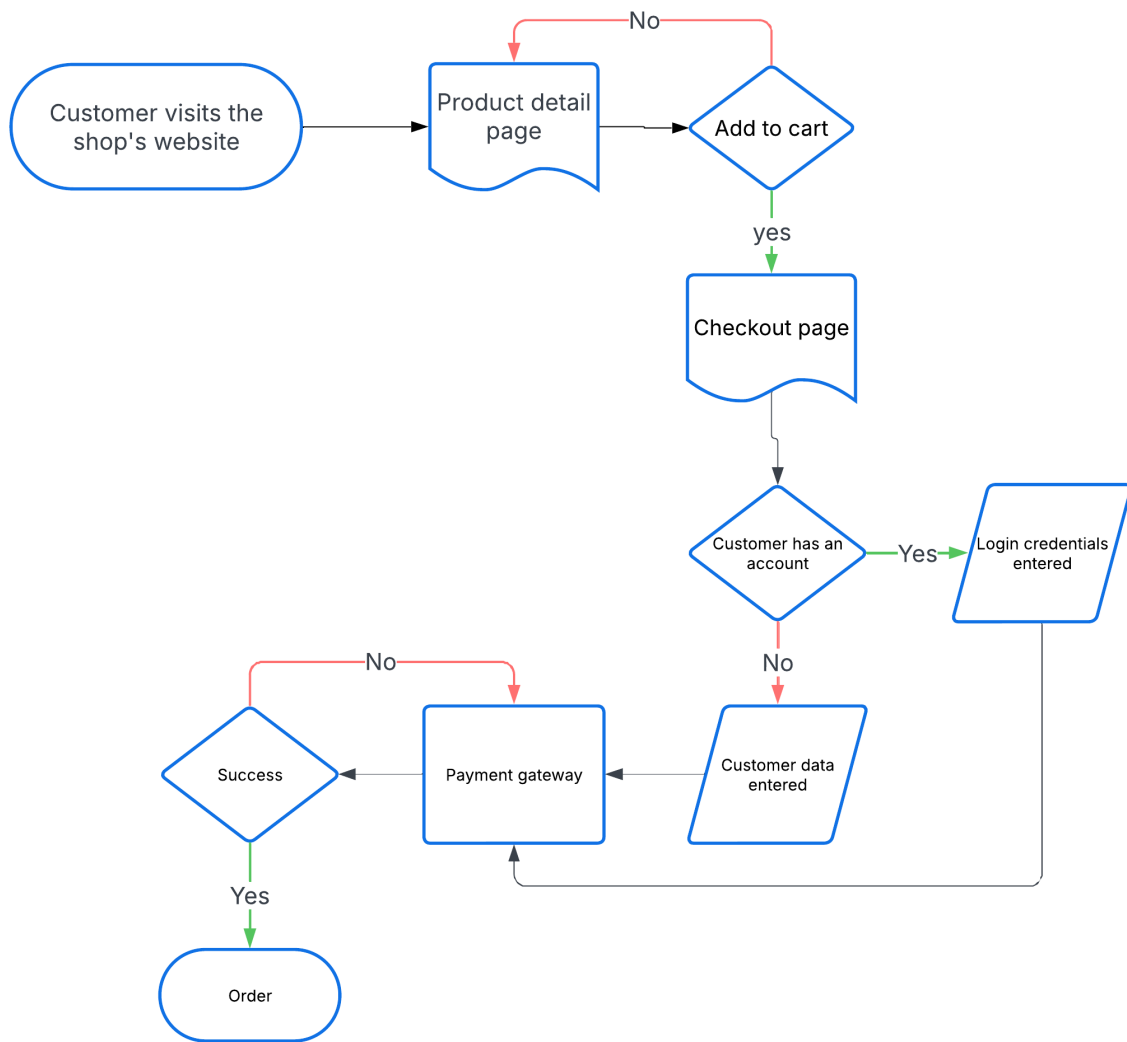 No
Customer visits the
shop's website
Product detail
page
Add to cart
yes
Checkout page
Customer has an
account
Yes
Login credentials
entered
No
No
Success
Payment gateway
Customer data
entered
Yes
Order